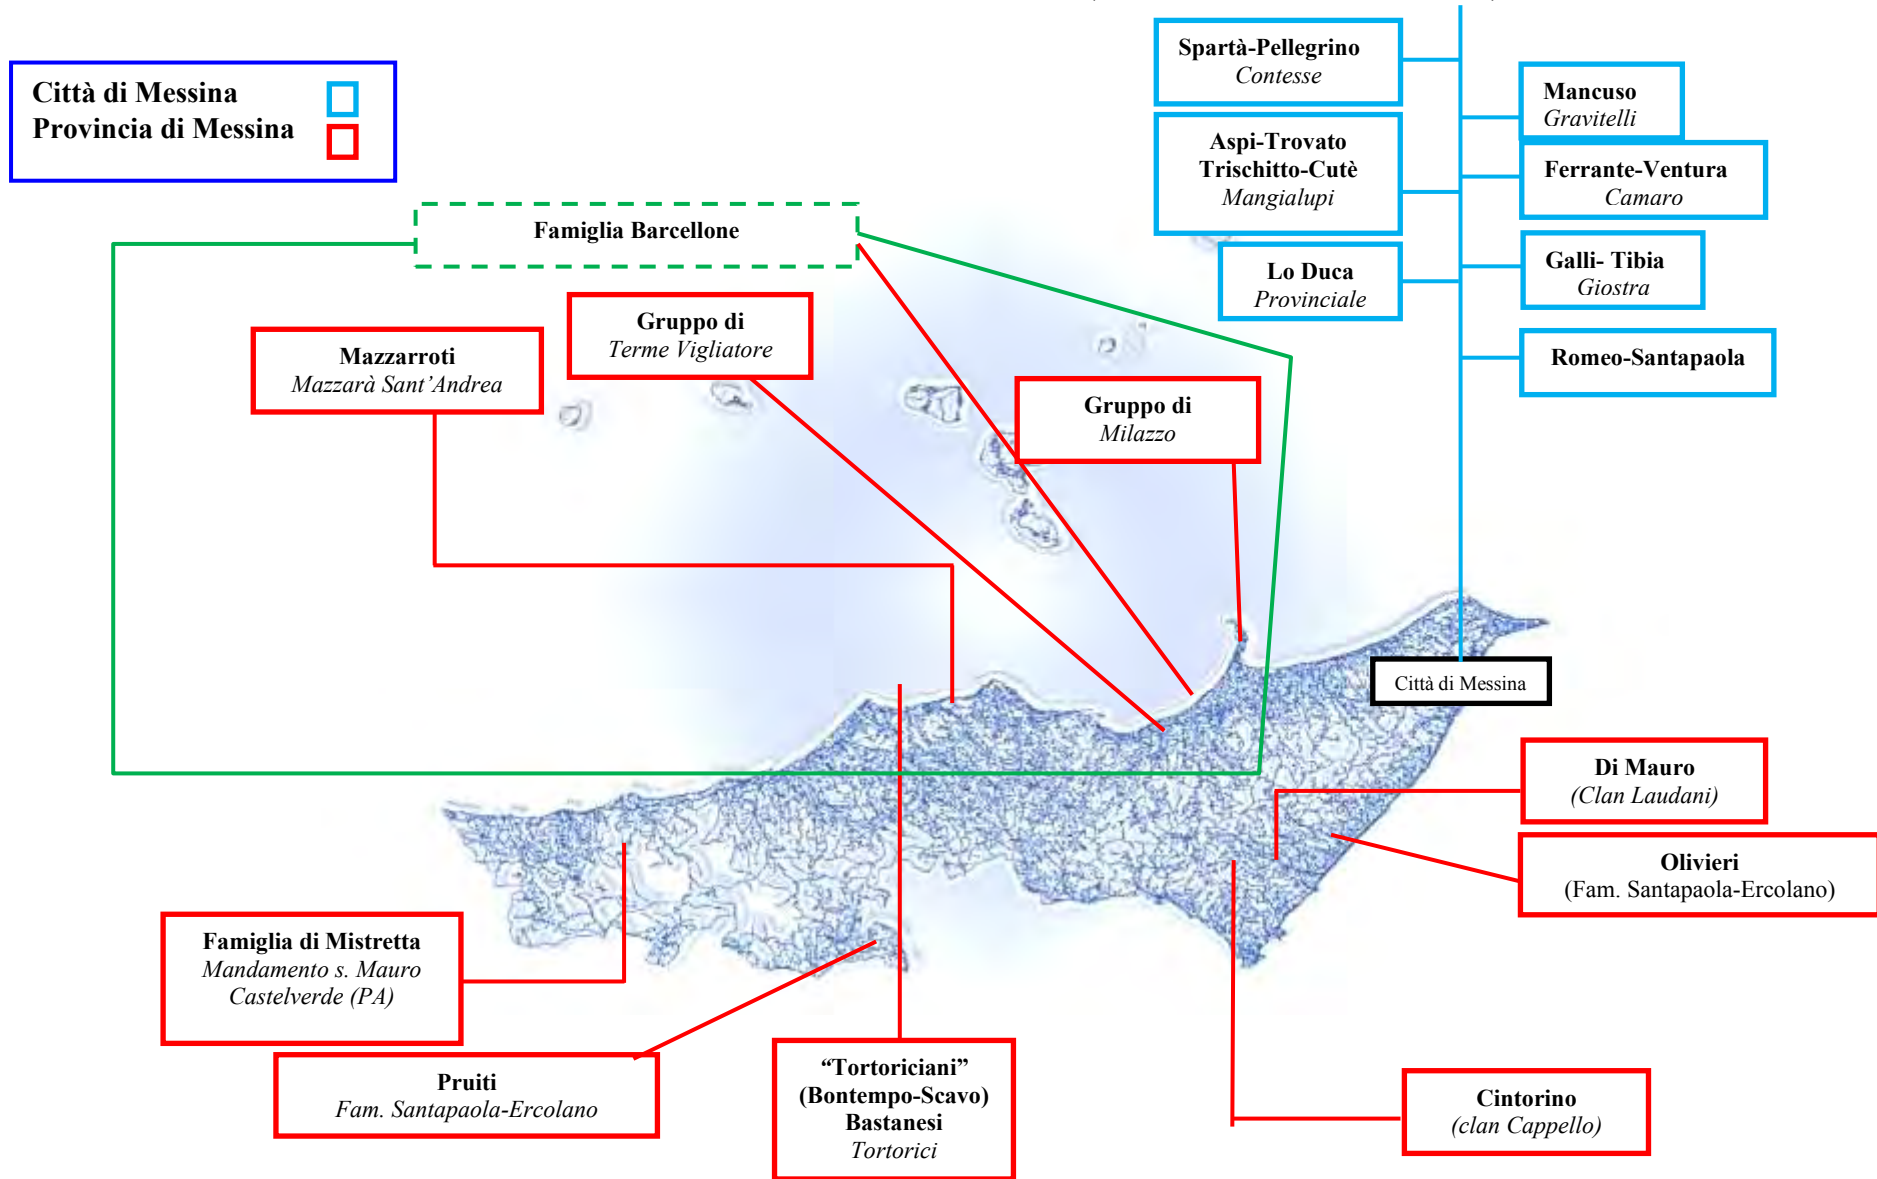 Città di Messina
Provincia di Messina
Spartà-Pellegrino
Contesse
Mancuso
Gravitelli
Aspi-Trovato
Trischitto-Cutè
Mangialupi
Ferrante-Ventura
Camaro
Famiglia Barcellone
Lo Duca
Provinciale
Galli- Tibia
Giostra
Gruppo di
Terme Vigliatore
Mazzarroti
Mazzarà Sant’Andrea
Romeo-Santapaola
Gruppo di
Milazzo
Città di Messina
Di Mauro
(Clan Laudani)
Olivieri
(Fam. Santapaola-Ercolano)
Famiglia di Mistretta
Mandamento s. Mauro
Castelverde (PA)
Pruiti
Fam. Santapaola-Ercolano
“Tortoriciani”
(Bontempo-Scavo)
Bastanesi
Tortorici
Cintorino
(clan Cappello)